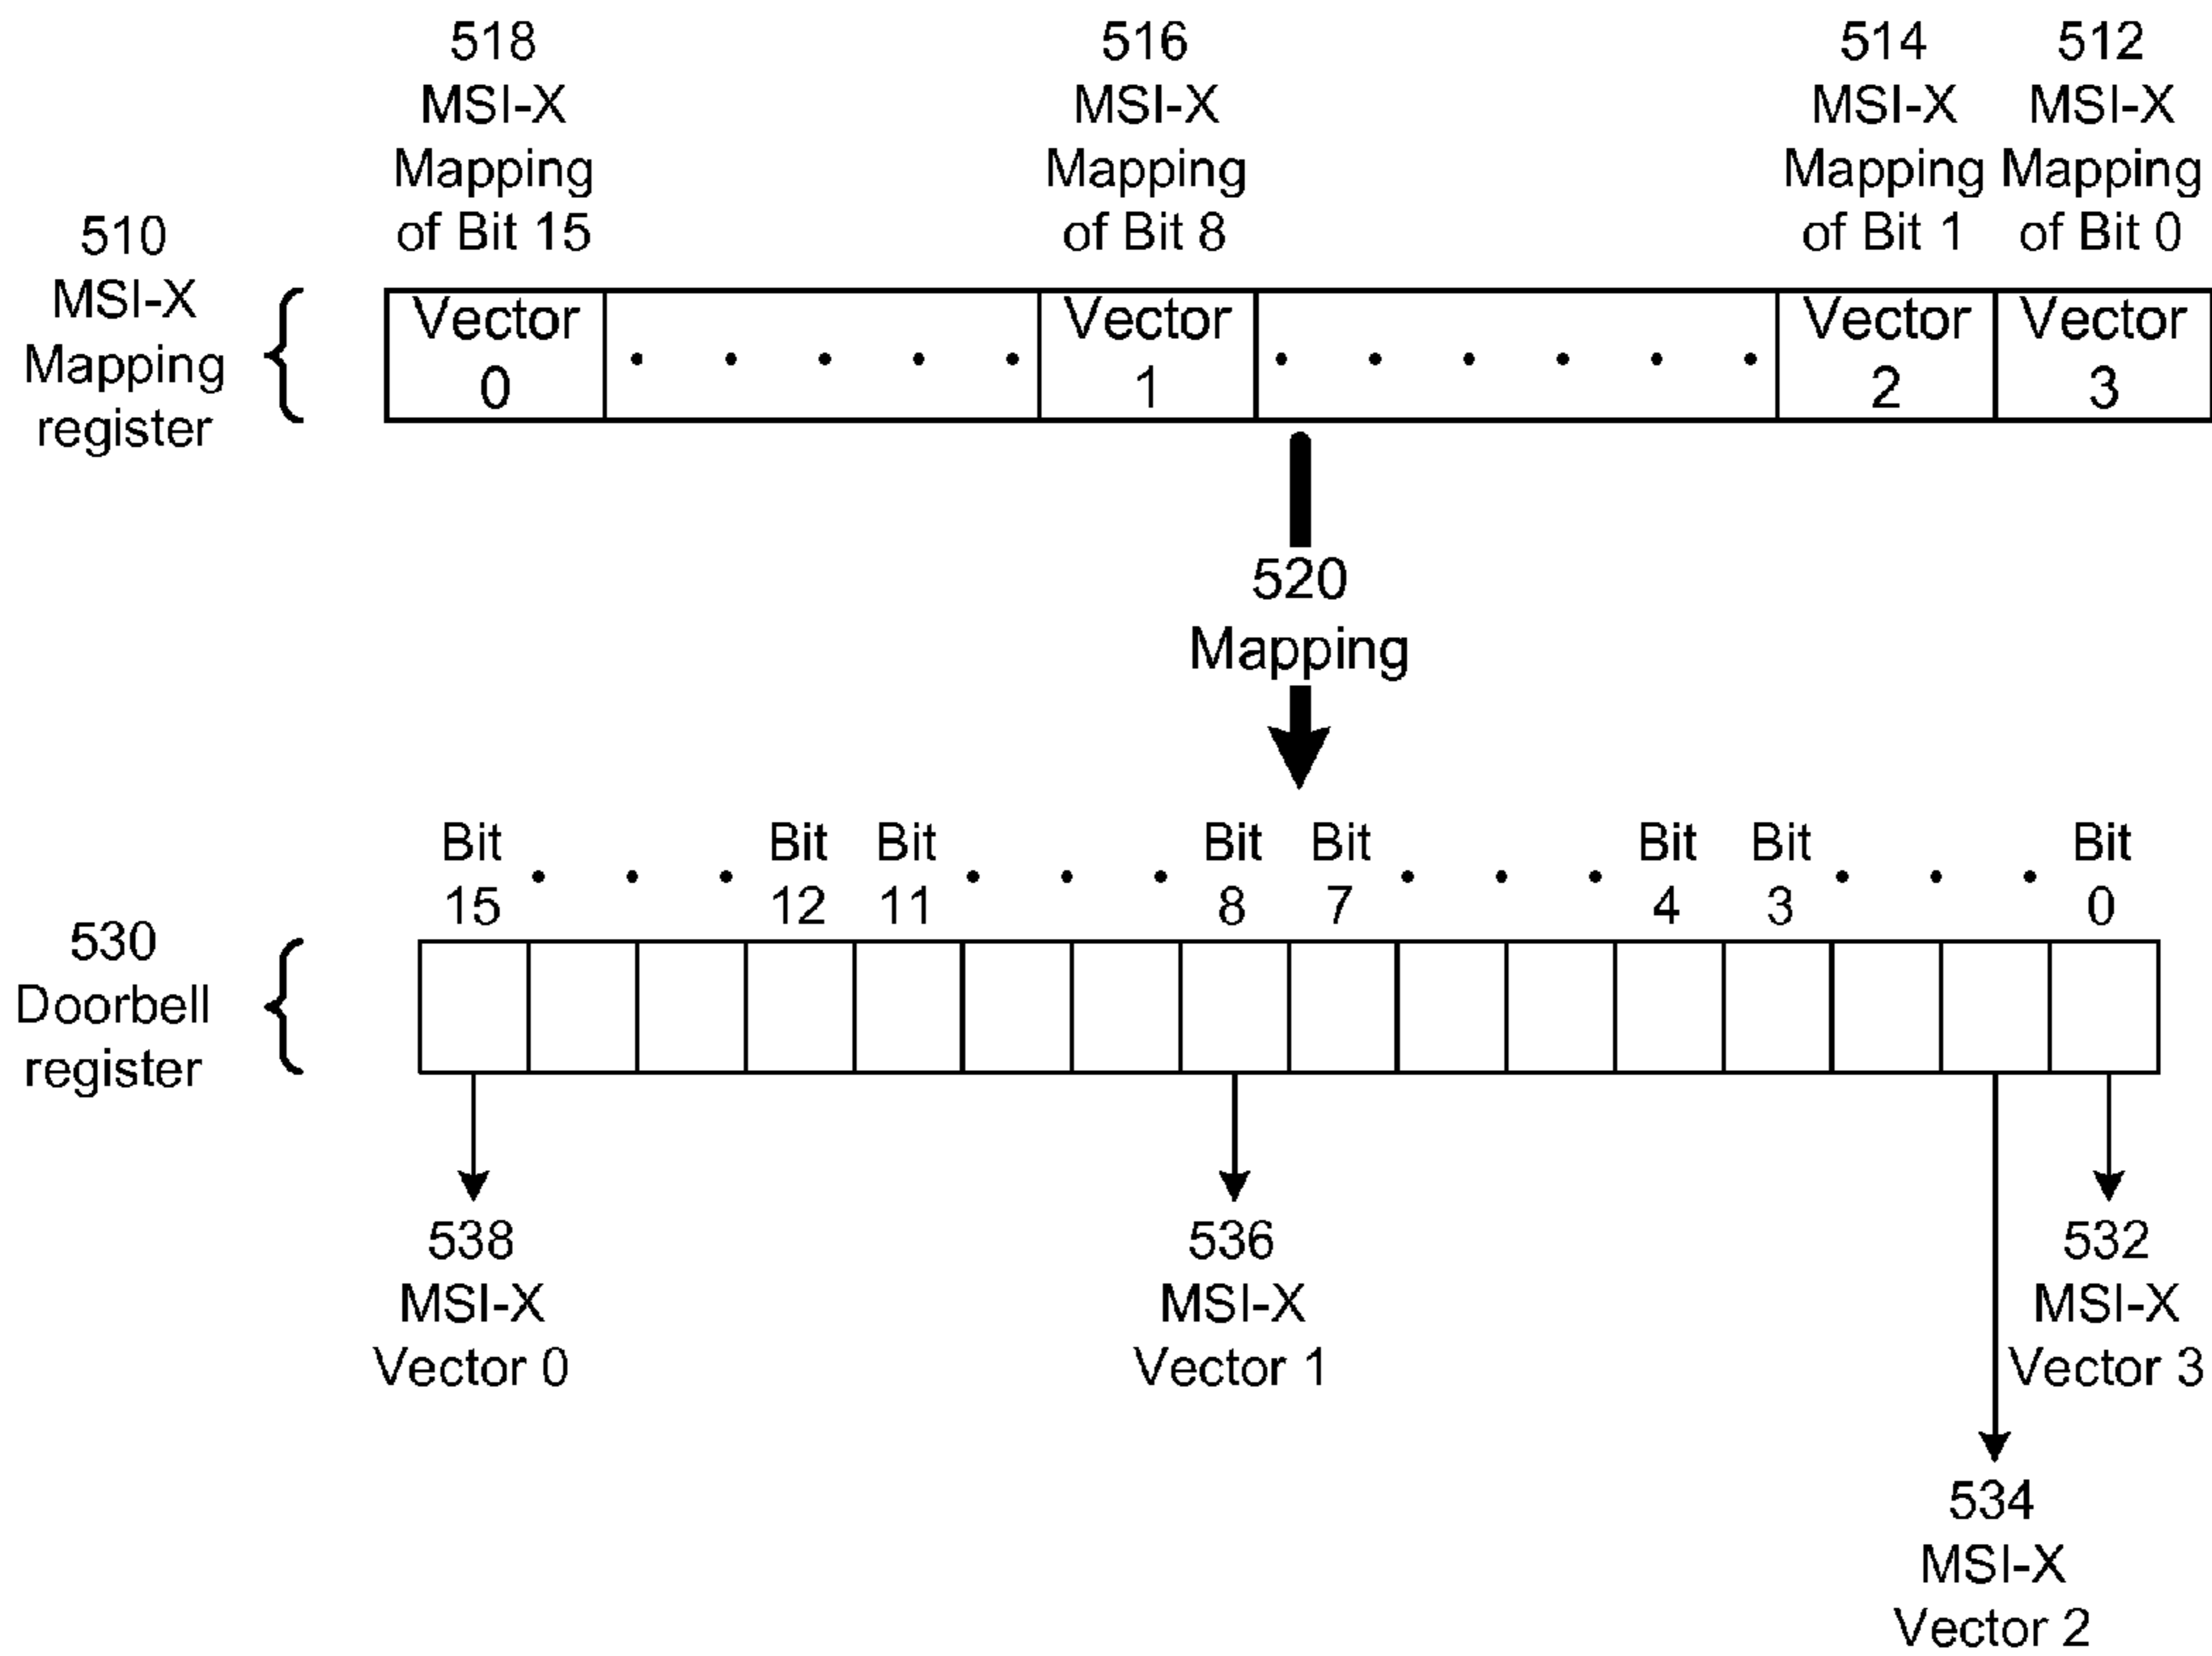 518
MSI-X
Mapping
of Bit 15
516
MSI-X
Mapping
of Bit 8
514
MSI-X
Mapping
of Bit 1
512
MSI-X
Mapping
of Bit 0
510
MSI-X
Mapping
register
Vector
0
Vector
1
Vector
2
Vector
3
520
Mapping
Bit
15
Bit
12
Bit
11
Bit
8
Bit
7
Bit
4
Bit
3
Bit
0
530
Doorbell
register
538
MSI-X
Vector 0
536
MSI-X
Vector 1
532
MSI-X
Vector 3
534
MSI-X
Vector 2